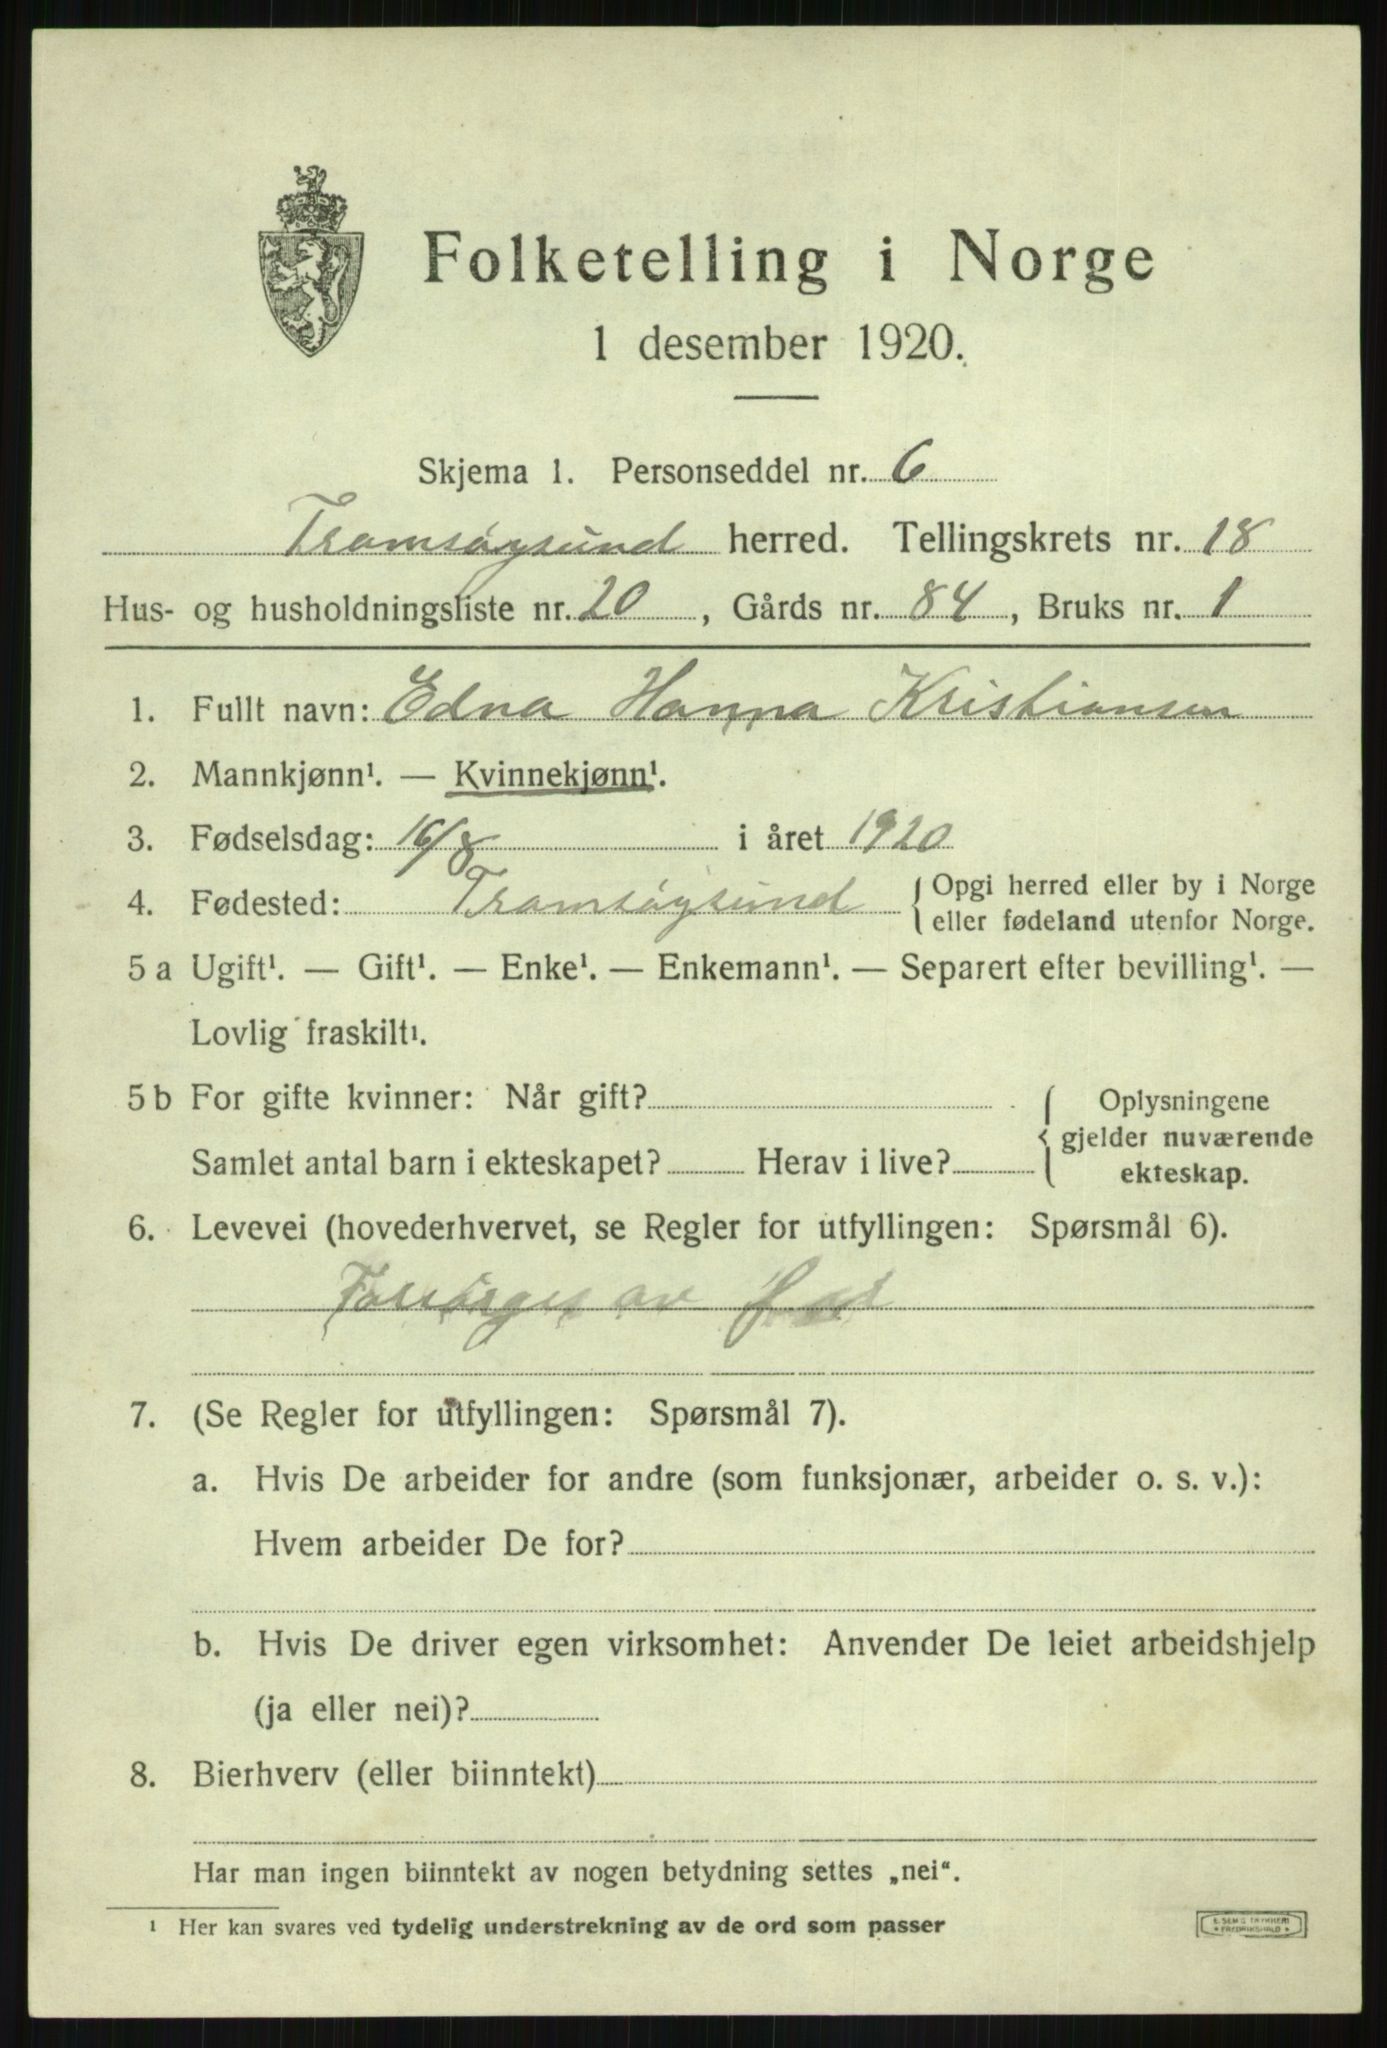 Folketelling i Norge
1 desember 1920.
Skjema 1. Personseddel nr. 6
Tromsøysund herred. Tellingskrets nr. 18
Hus- og husholdningsliste nr. 20, Gårds nr. 84, Bruks nr. 1
1. Fullt navn: Edna Hanna Kristiansen
2. Mannkjønn¹. — Kvinnekjønn¹.
3. Fødselsdag: 16/8 i året 1920
4. Fødested: Tromsøysund { Opgi herred eller by i Norge
eller fødeland utenfor Norge.
5 a Ugift¹. — Gift¹. — Enke¹. — Enkemann¹. — Separert efter bevilling¹. —
Lovlig fraskilt¹.
5 b For gifte kvinner: Når gift?
Samlet antal barn i ekteskapet? Herav i live?
{ Oplysningene
gjelder nuværende
ekteskap.
6. Levevei (hovederhvervet, se Regler for utfyllingen: Spørsmål 6).
Forsørges av far
7. (Se Regler for utfyllingen: Spørsmål 7).
a. Hvis De arbeider for andre (som funksjonær, arbeider o. s. v.):
Hvem arbeider De for?
b. Hvis De driver egen virksomhet: Anvender De leiet arbeidshjelp
(ja eller nei)?
8. Bierhverv (eller biinntekt)
Har man ingen biinntekt av nogen betydning settes „nei“.
¹ Her kan svares ved tydelig understrekning av de ord som passer
E. SEM'S TRYKKERI
• FREDRIKSHALD •